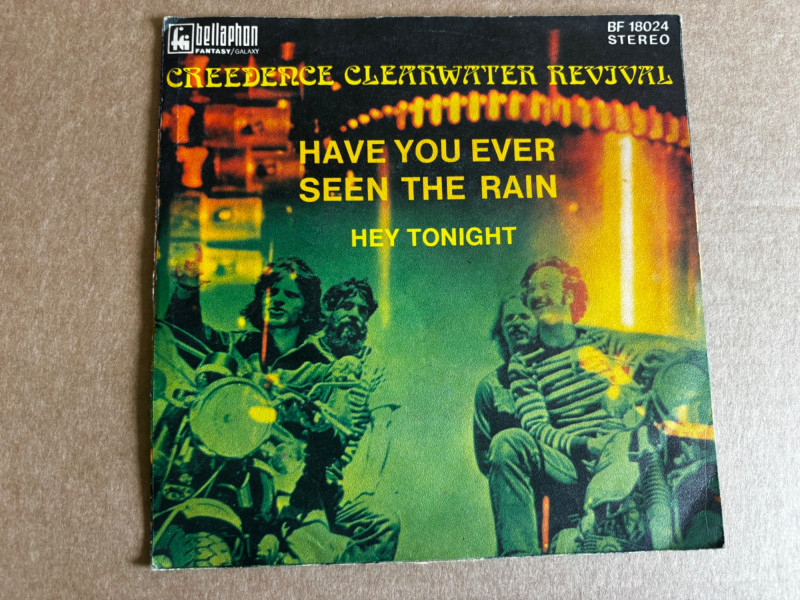 bellaphon
FANTASY/GALAXY
BF 18024
STEREO
CREEDENCE CLEARWATER REVIVAL
HAVE YOU EVER
SEEN THE RAIN
HEY TONIGHT